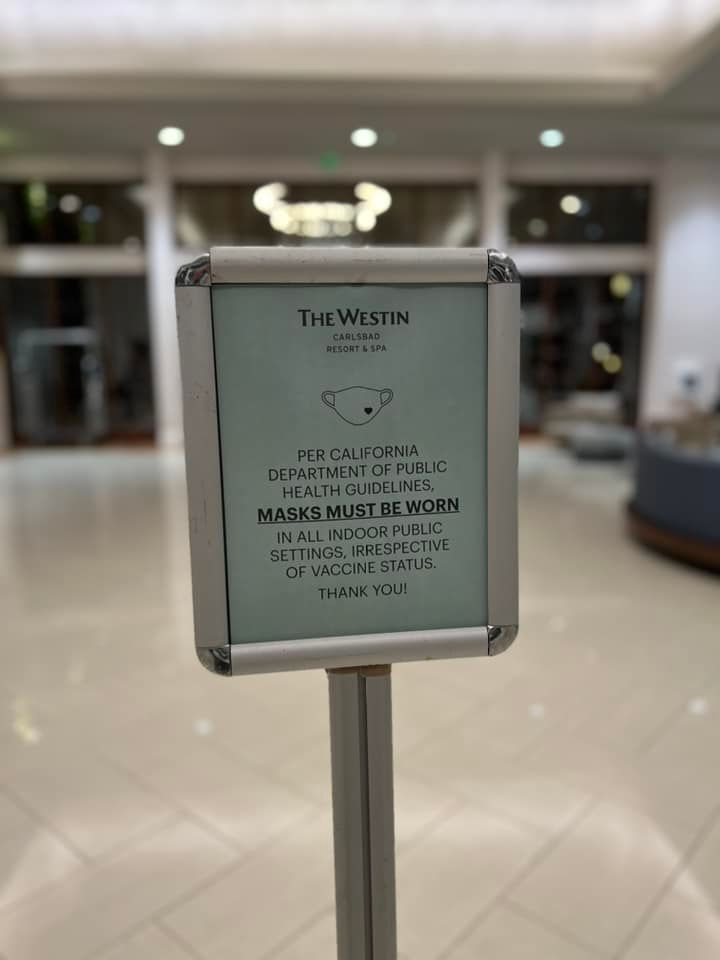 THE WESTIN
CARLSBAD
RESORT & SPA
PER CALIFORNIA
DEPARTMENT OF PUBLIC
HEALTH GUIDELINES,
MASKS MUST BE WORN
IN ALL INDOOR PUBLIC
SETTINGS, IRRESPECTIVE
OF VACCINE STATUS.
THANK YOU!